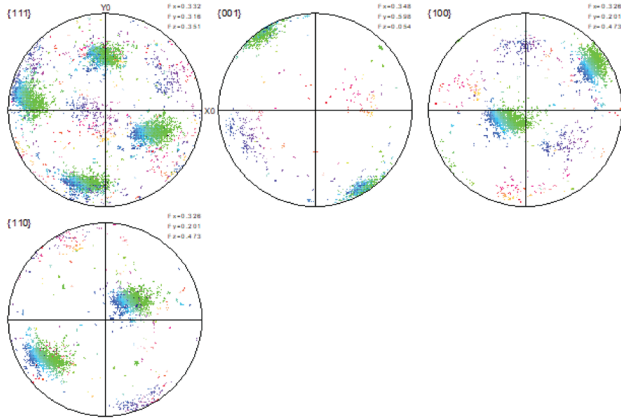 {111}
Y0
Fx=0.332
Fy=0.316
Fz=0.351
X0
{001}
Fx=0.348
Fy=0.598
Fz=0.054
{100}
Fx=0.326
Fy=0.201
Fz=0.473
{110}
Fx=0.326
Fy=0.201
Fz=0.473